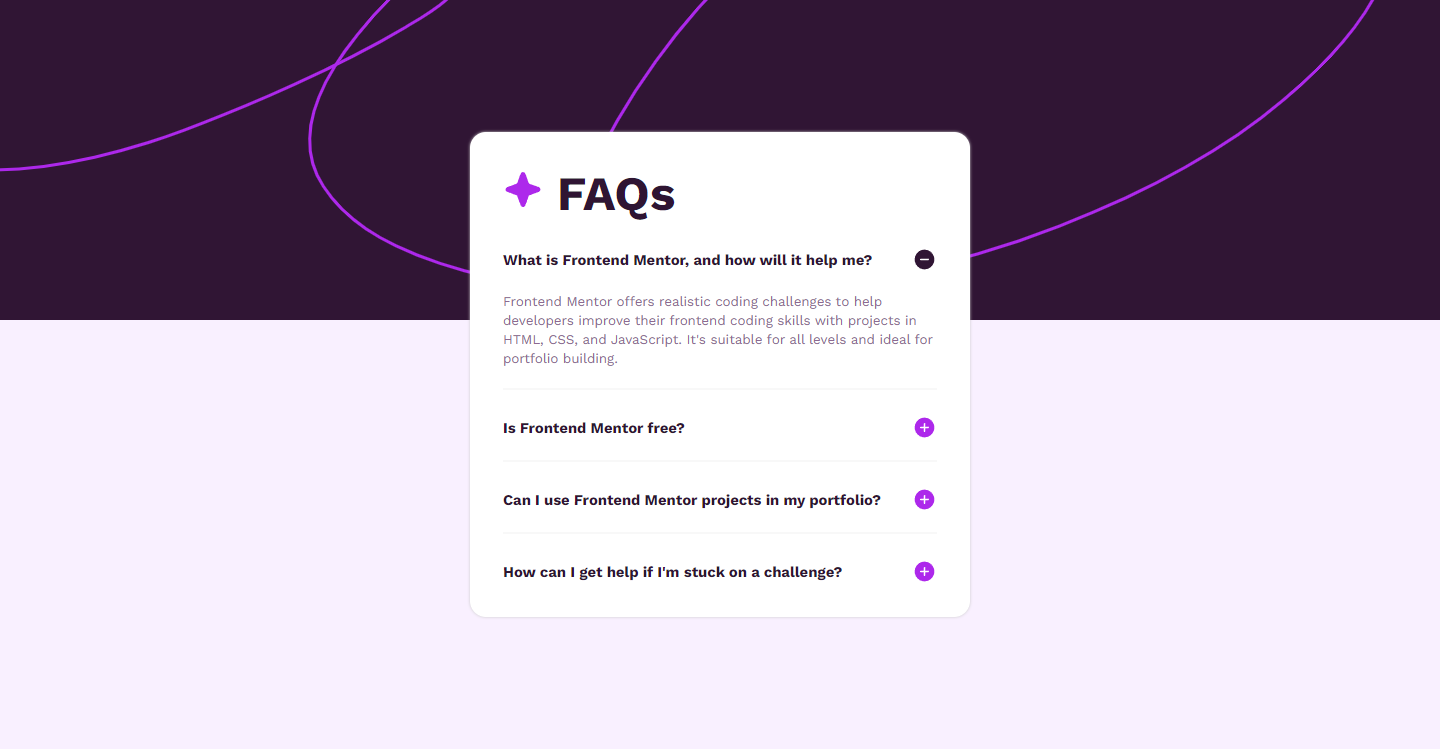 FAQs
What is Frontend Mentor, and how will it help me?
Frontend Mentor offers realistic coding challenges to help
developers improve their frontend coding skills with projects in
HTML, CSS, and JavaScript. It's suitable for all levels and ideal for
portfolio building.
Is Frontend Mentor free?
Can I use Frontend Mentor projects in my portfolio?
How can I get help if I'm stuck on a challenge?